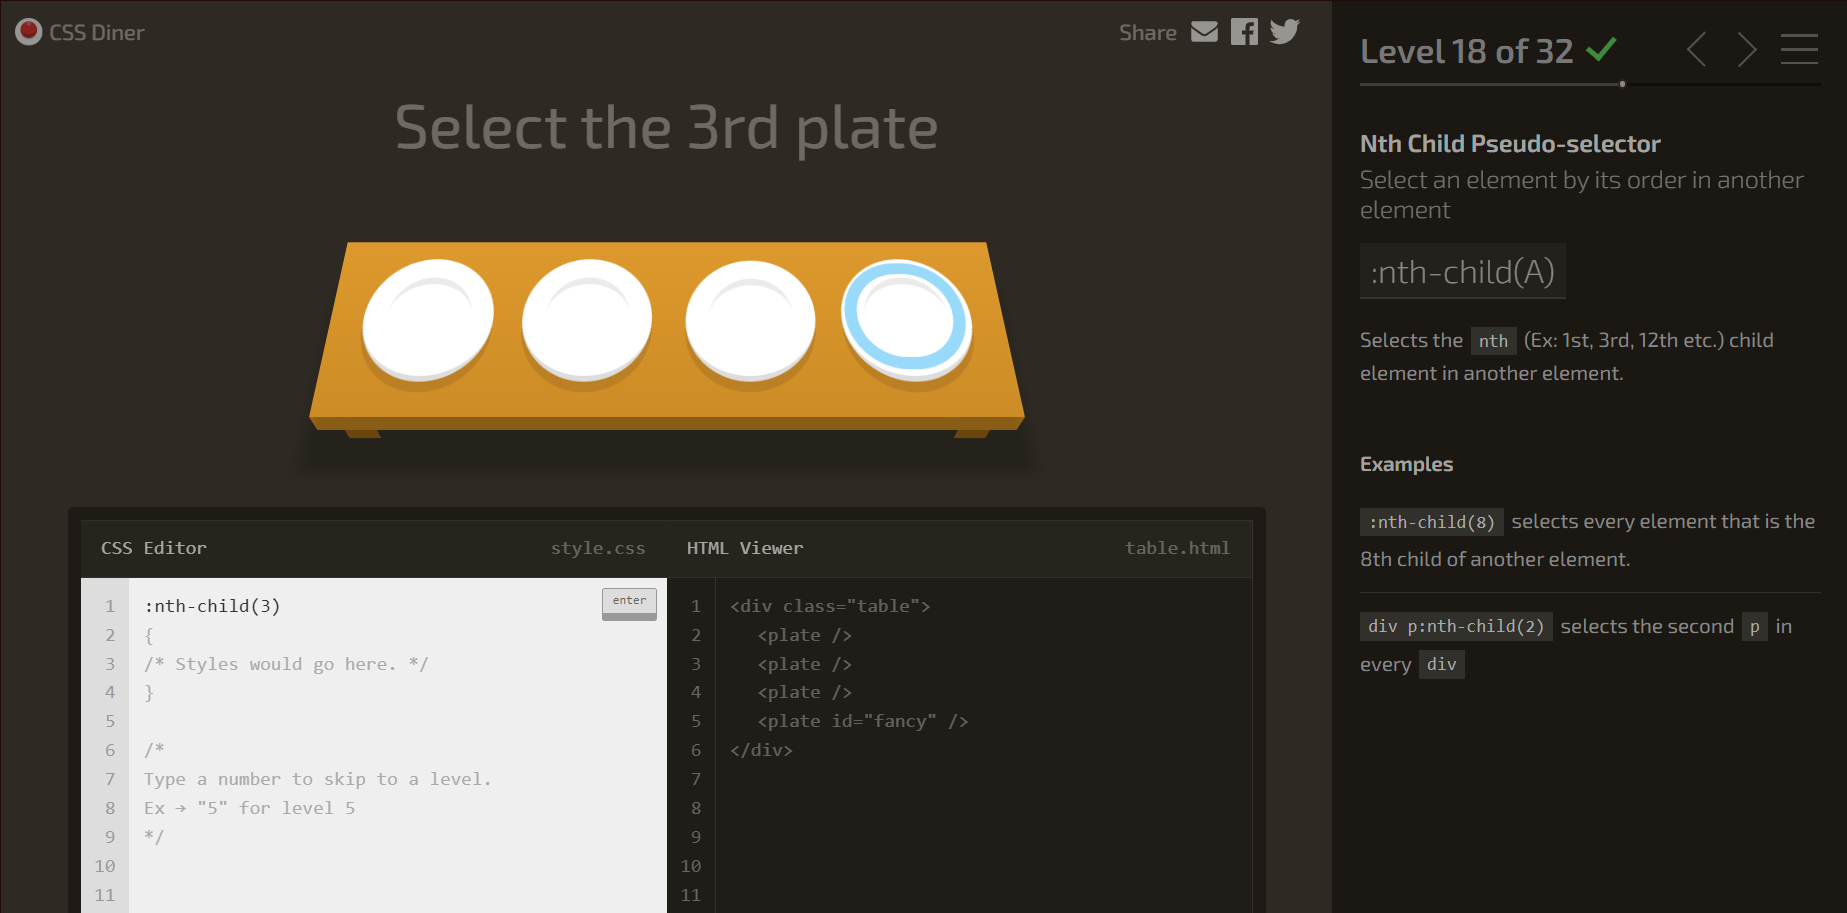 CSS Diner
Share
Select the 3rd plate
CSS Editor
style.css
1
2
3
4
5
6
7
8
9
10
11
:nth-child(3)
{
/* Styles would go here. */
}
/*
Type a number to skip to a level.
Ex → "5" for level 5
*/
enter
HTML Viewer
table.html
1
2
3
4
5
6
7
8
9
10
11
<div class="table">
<plate />
<plate />
<plate />
<plate id="fancy" />
</div>
Level 18 of 32
Nth Child Pseudo-selector
Select an element by its order in another
element
:nth-child(A)
Selects the nth (Ex: 1st, 3rd, 12th etc.) child
element in another element.
Examples
:nth-child(8) selects every element that is the
8th child of another element.
div p:nth-child(2) selects the second p in
every div